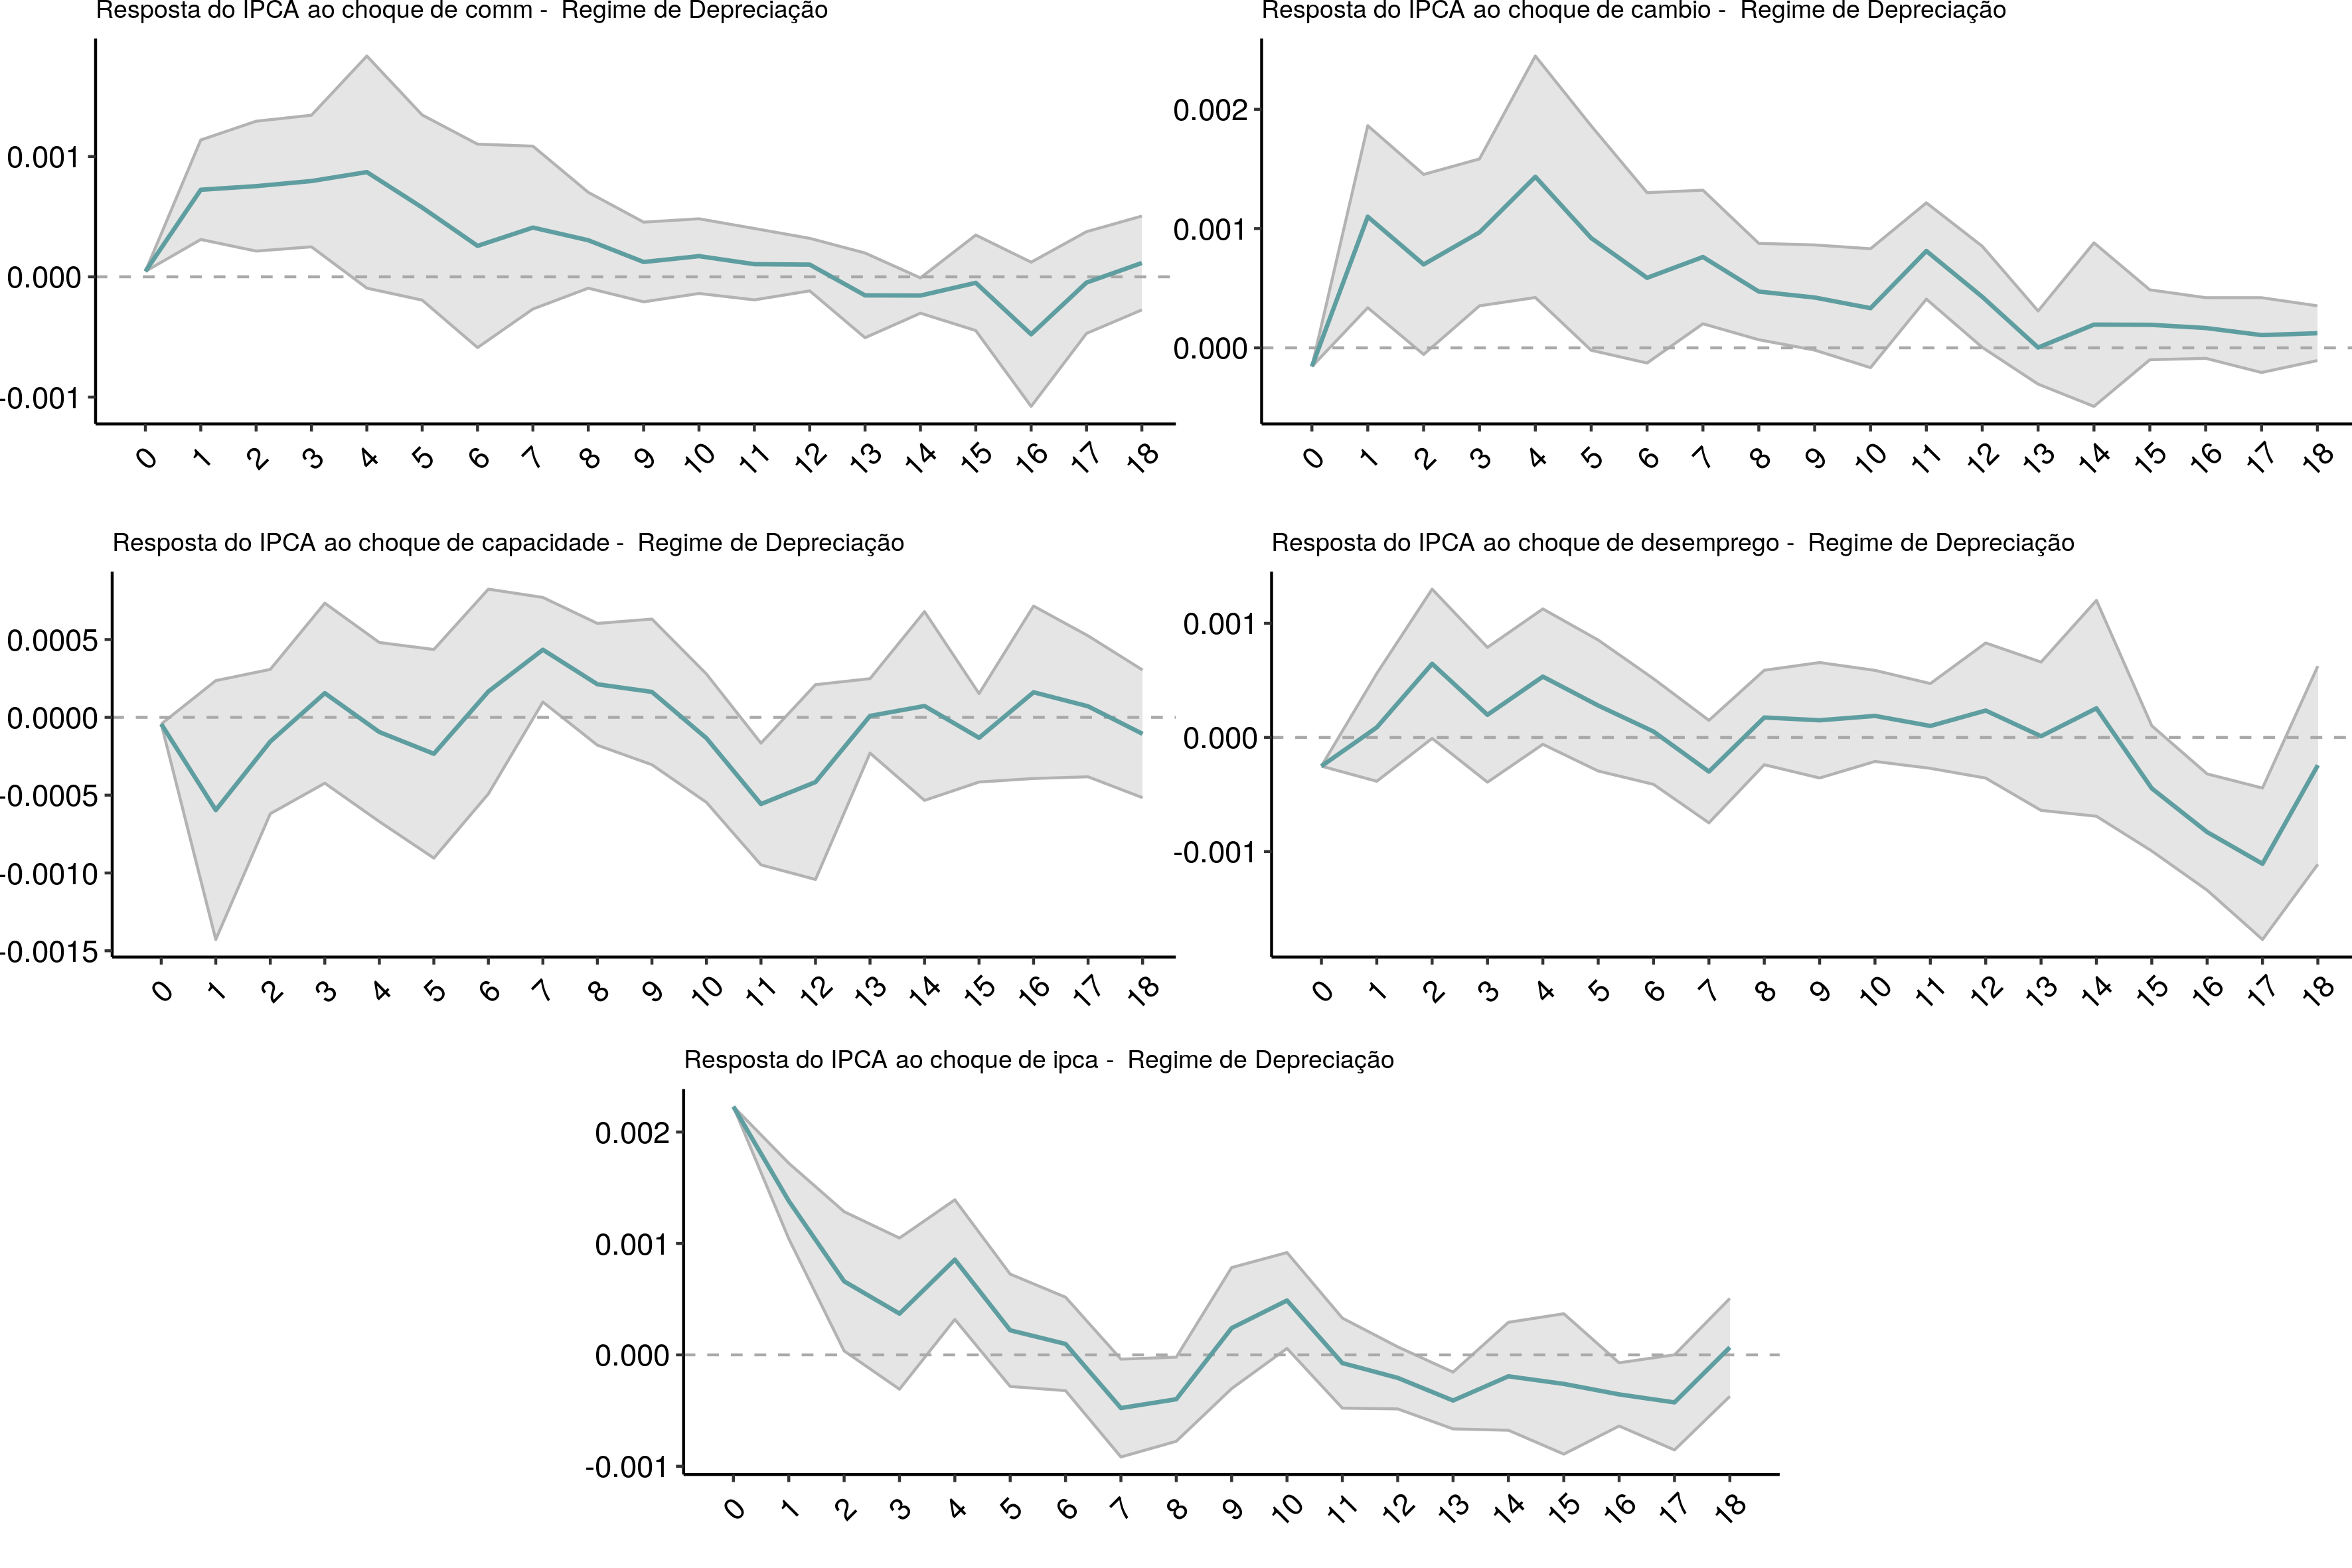 Resposta do IPCA ao choque de comm - Regime de Depreciação
0.001
0.000
-0.001
0 1 2 3 4 5 6 7 8 9 10 11 12 13 14 15 16 17 18
Resposta do IPCA ao choque de cambio - Regime de Depreciação
0.002
0.001
0.000
0 1 2 3 4 5 6 7 8 9 10 11 12 13 14 15 16 17 18
Resposta do IPCA ao choque de capacidade - Regime de Depreciação
0.0005
0.0000
-0.0005
-0.0010
-0.0015
0 1 2 3 4 5 6 7 8 9 10 11 12 13 14 15 16 17 18
Resposta do IPCA ao choque de desemprego - Regime de Depreciação
0.001
0.000
-0.001
0 1 2 3 4 5 6 7 8 9 10 11 12 13 14 15 16 17 18
Resposta do IPCA ao choque de ipca - Regime de Depreciação
0.002
0.001
0.000
-0.001
0 1 2 3 4 5 6 7 8 9 10 11 12 13 14 15 16 17 18